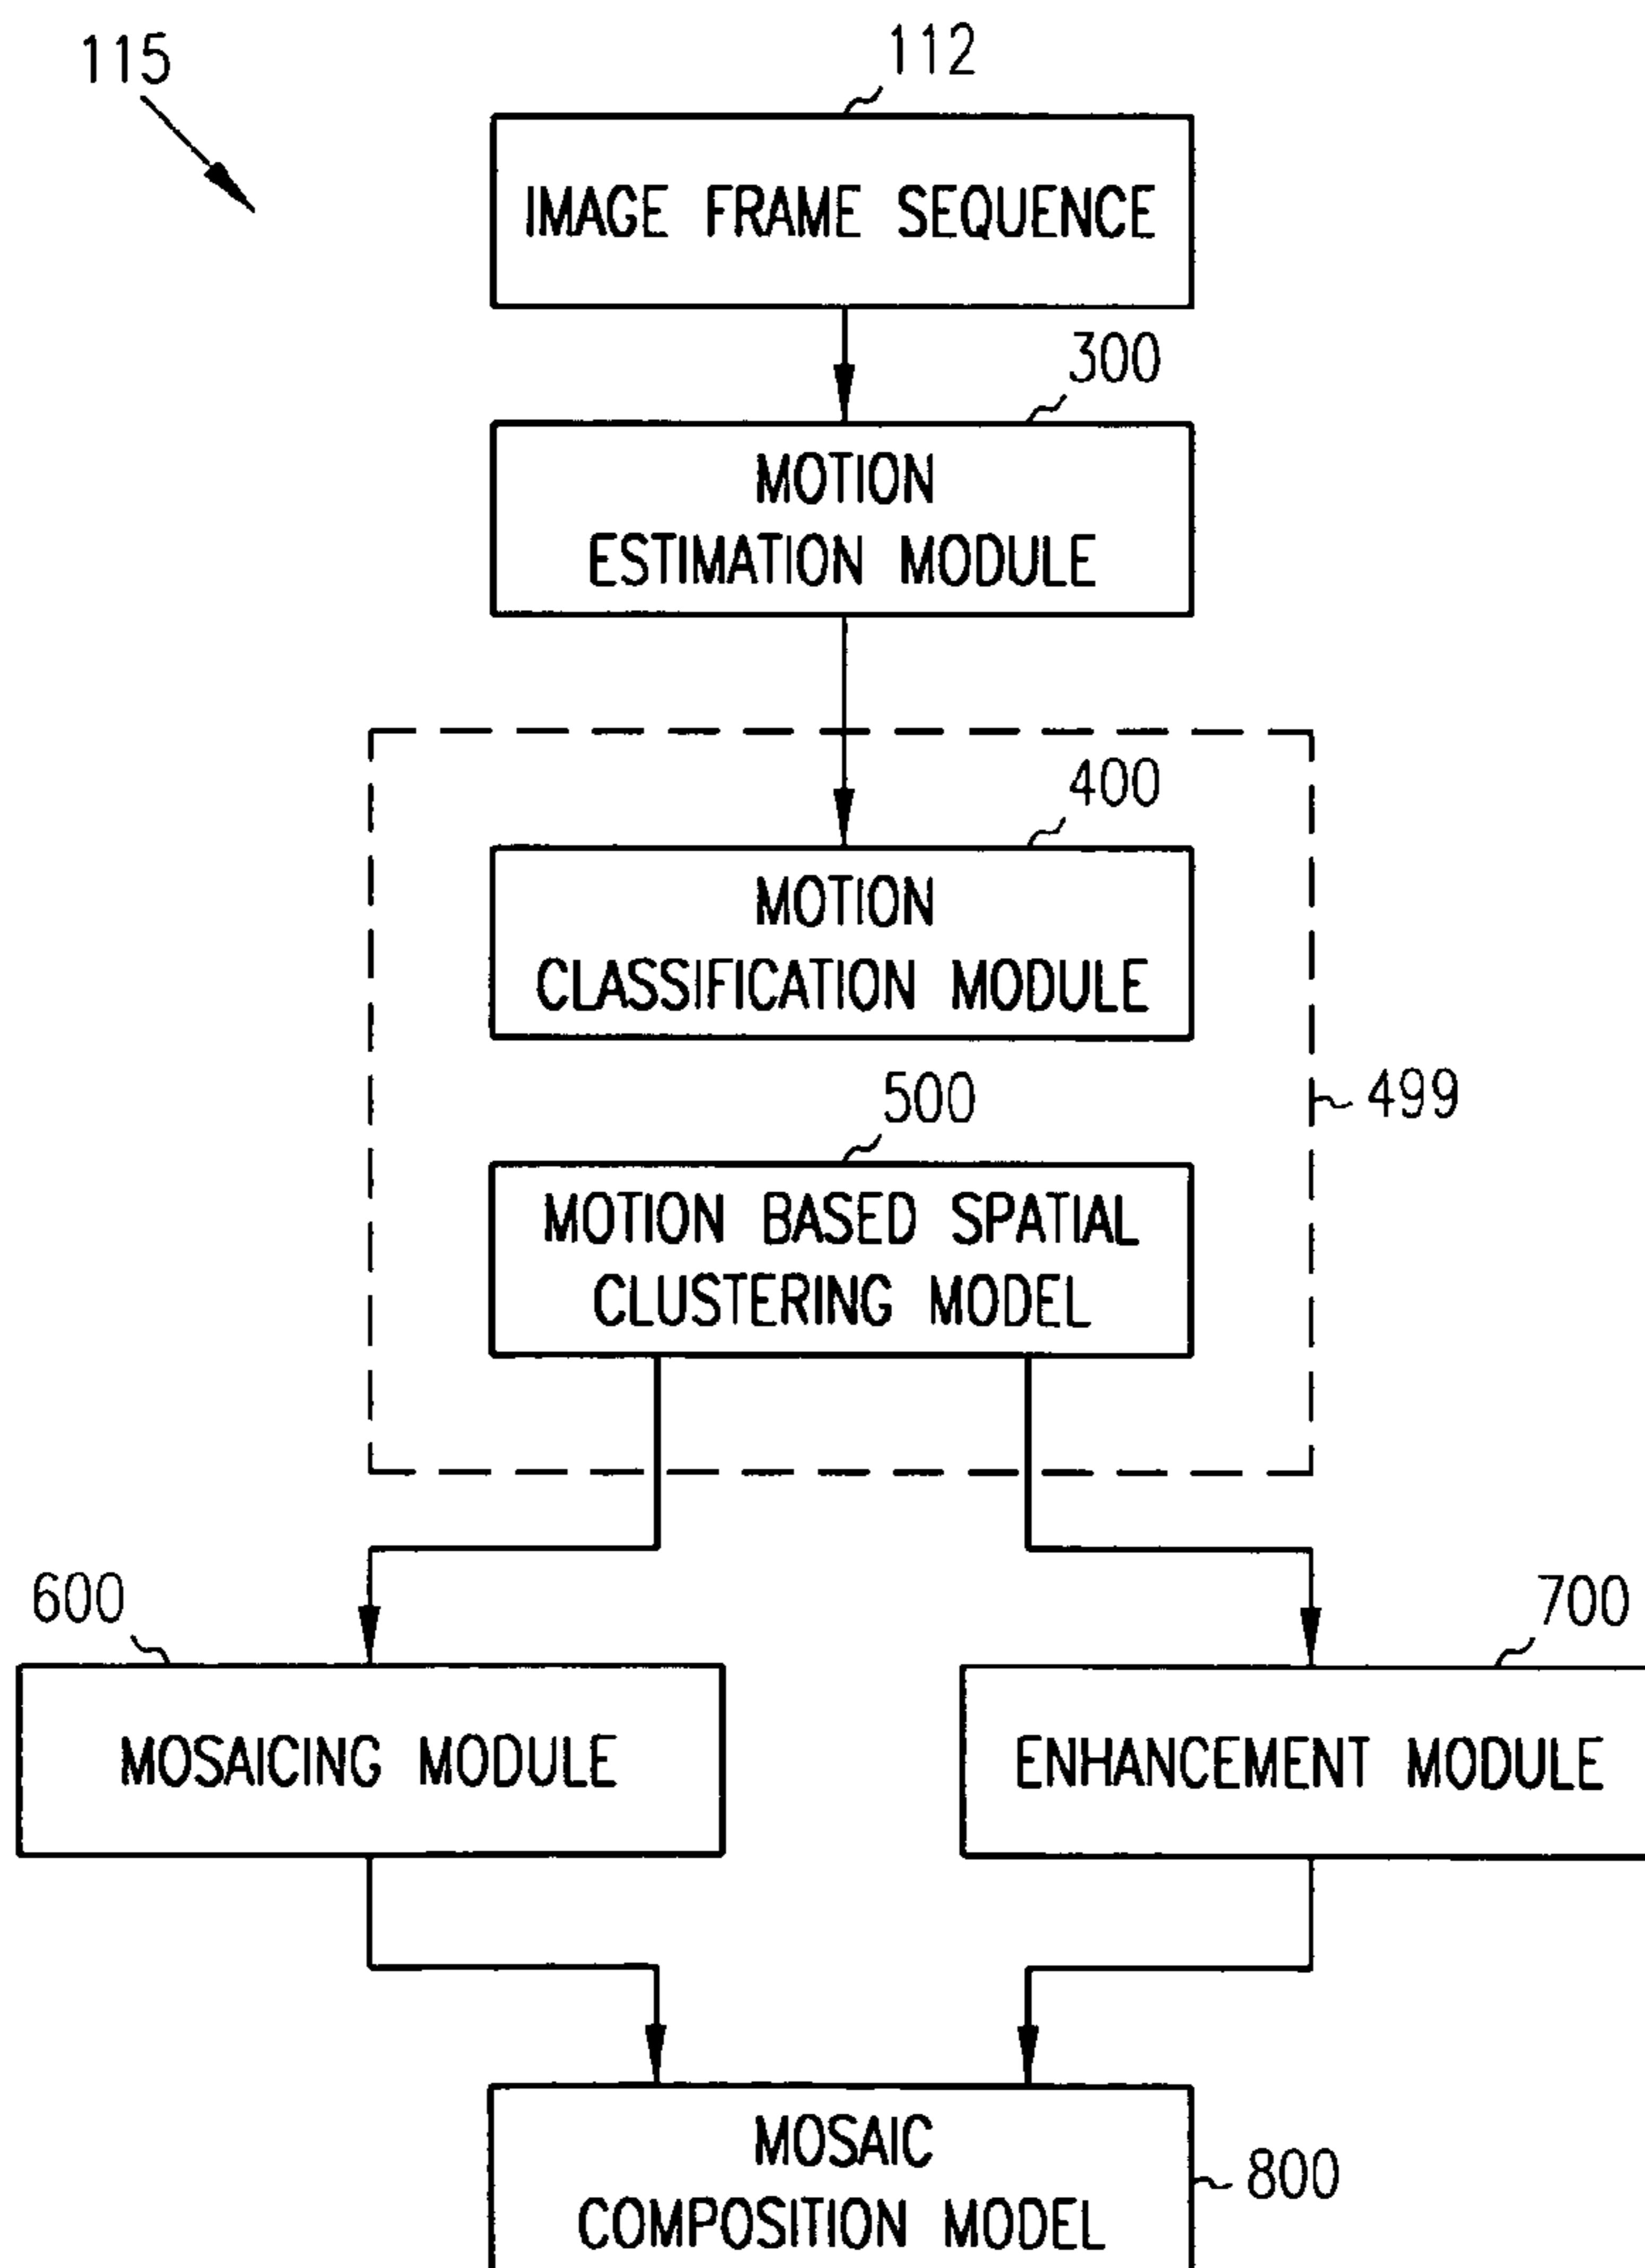 115
112
IMAGE FRAME SEQUENCE
300
MOTION
ESTIMATION MODULE
400
MOTION
CLASSIFICATION MODULE
499
500
MOTION BASED SPATIAL
CLUSTERING MODEL
600
MOSAICING MODULE
700
ENHANCEMENT MODULE
MOSAIC
COMPOSITION MODEL
800